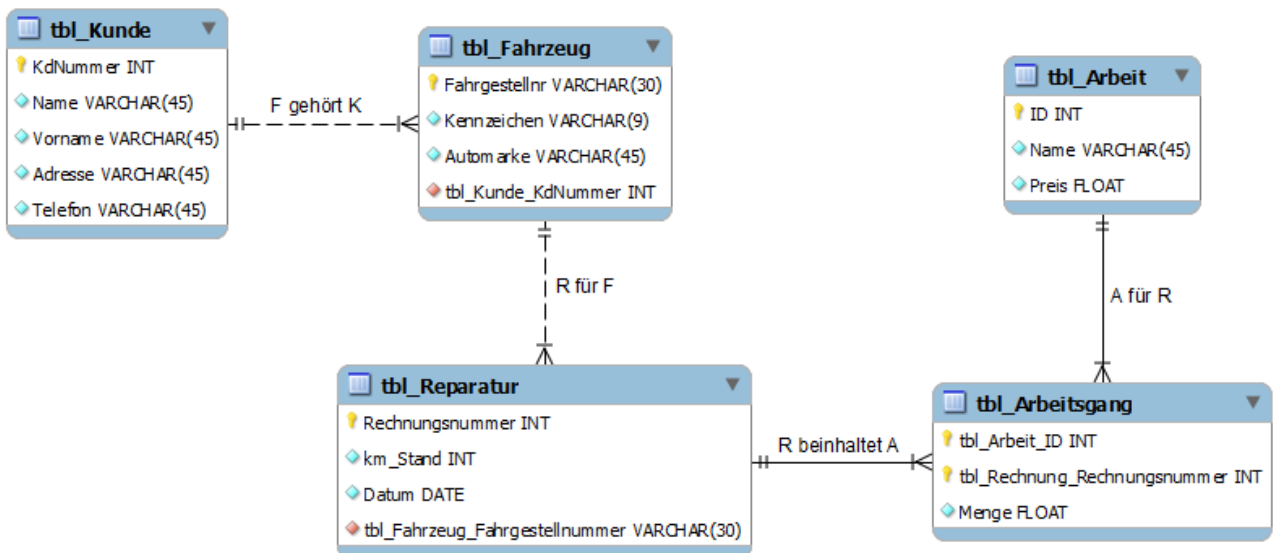 tbl_Kunde
KdNummer INT
Name VARCHAR(45)
Vorname VARCHAR(45)
Adresse VARCHAR(45)
Telefon VARCHAR(45)
F gehört K
tbl_Fahrzeug
Fahrgestellnr VARCHAR(30)
Kennzeichen VARCHAR(9)
Automarke VARCHAR(45)
tbl_Kunde_KdNummer INT
tbl_Arbeit
ID INT
Name VARCHAR(45)
Preis FLOAT
R für F
A für R
tbl_Reparatur
Rechnungsnummer INT
km_Stand INT
Datum DATE
tbl_Fahrzeug_Fahrgestellnummer VARCHAR(30)
R beinhaltet A
tbl_Arbeitsgang
tbl_Arbeit_ID INT
tbl_Rechnung_Rechnungsnummer INT
Menge FLOAT